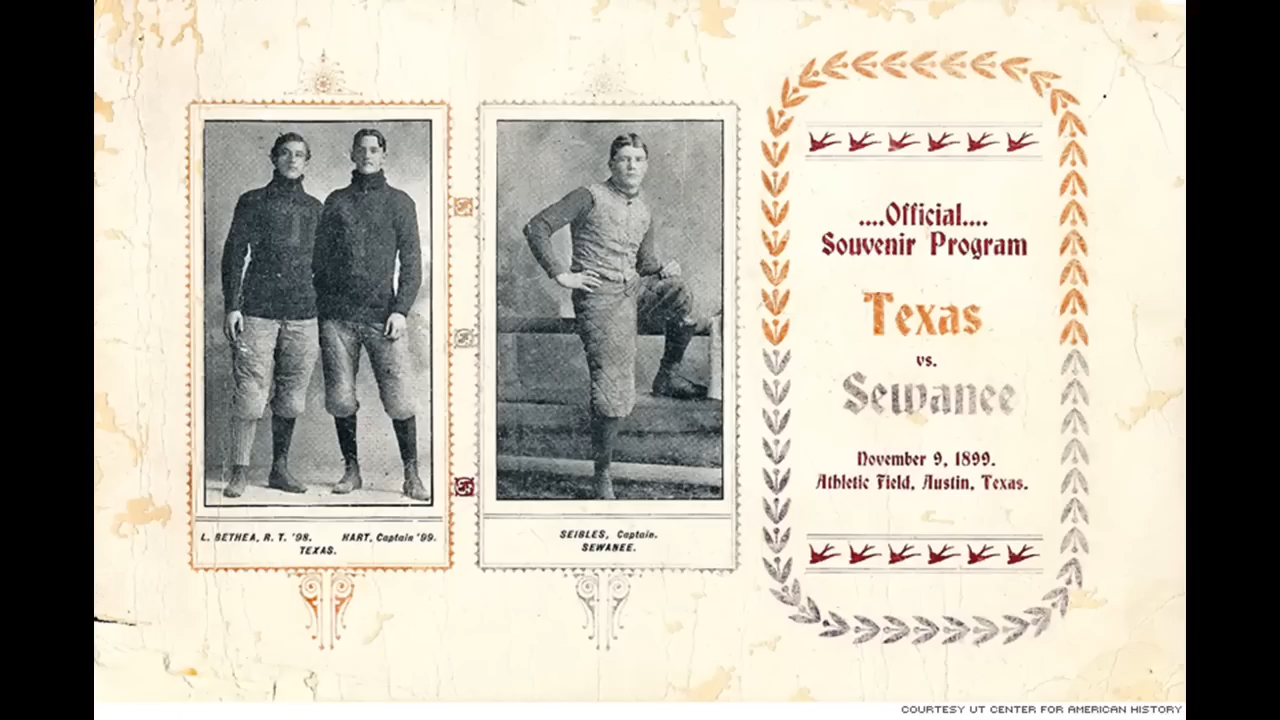 ....Official....
Souvenir Program
Texas
vs.
Sewanee
November 9, 1899.
Athletic Field, Austin, Texas.
L. BETHEA, R. T. '98. HART, Captain '99.
TEXAS.
SEIBLES, Captain.
SEWANEE.
COURTESY UT CENTER FOR AMERICAN HISTORY